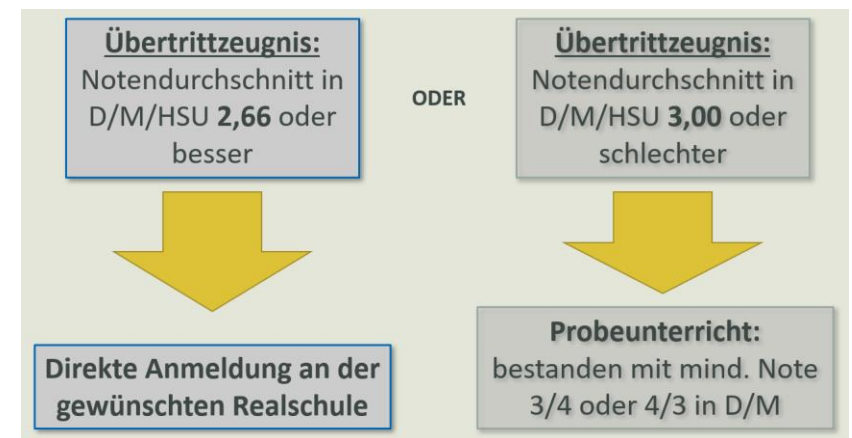 Übertrittzeugnis:
Notendurchschnitt in
D/M/HSU 2,66 oder
besser
ODER
Übertrittzeugnis:
Notendurchschnitt in
D/M/HSU 3,00 oder
schlechter
Direkte Anmeldung an der
gewünschten Realschule
Probeunterricht:
bestanden mit mind. Note
3/4 oder 4/3 in D/M